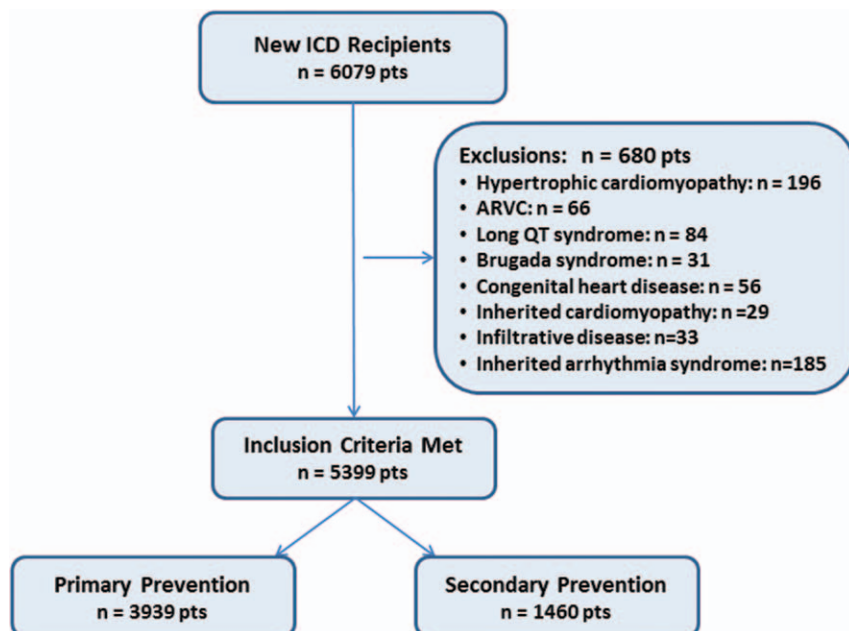 New ICD Recipients
n = 6079 pts
Exclusions: n = 680 pts
• Hypertrophic cardiomyopathy: n = 196
• ARVC: n = 66
• Long QT syndrome: n = 84
• Brugada syndrome: n = 31
• Congenital heart disease: n = 56
• Inherited cardiomyopathy: n =29
• Infiltrative disease: n=33
• Inherited arrhythmia syndrome: n=185
Inclusion Criteria Met
n = 5399 pts
Primary Prevention
n = 3939 pts
Secondary Prevention
n = 1460 pts